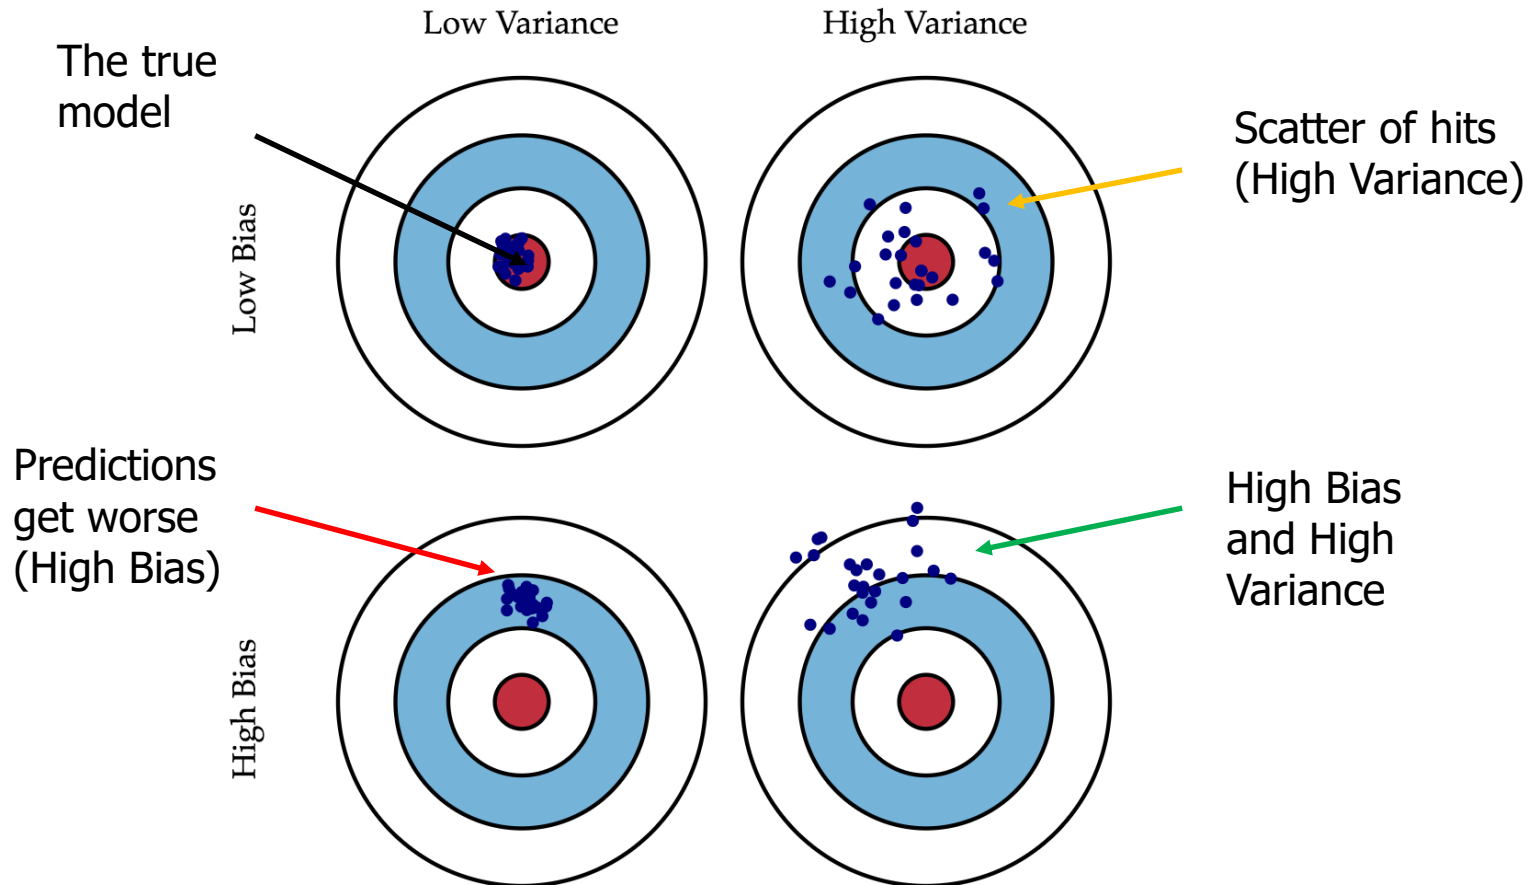 Low Variance
High Variance
The true
model
Scatter of hits
(High Variance)
Low Bias
Predictions
get worse
(High Bias)
High Bias
and High
Variance
High Bias